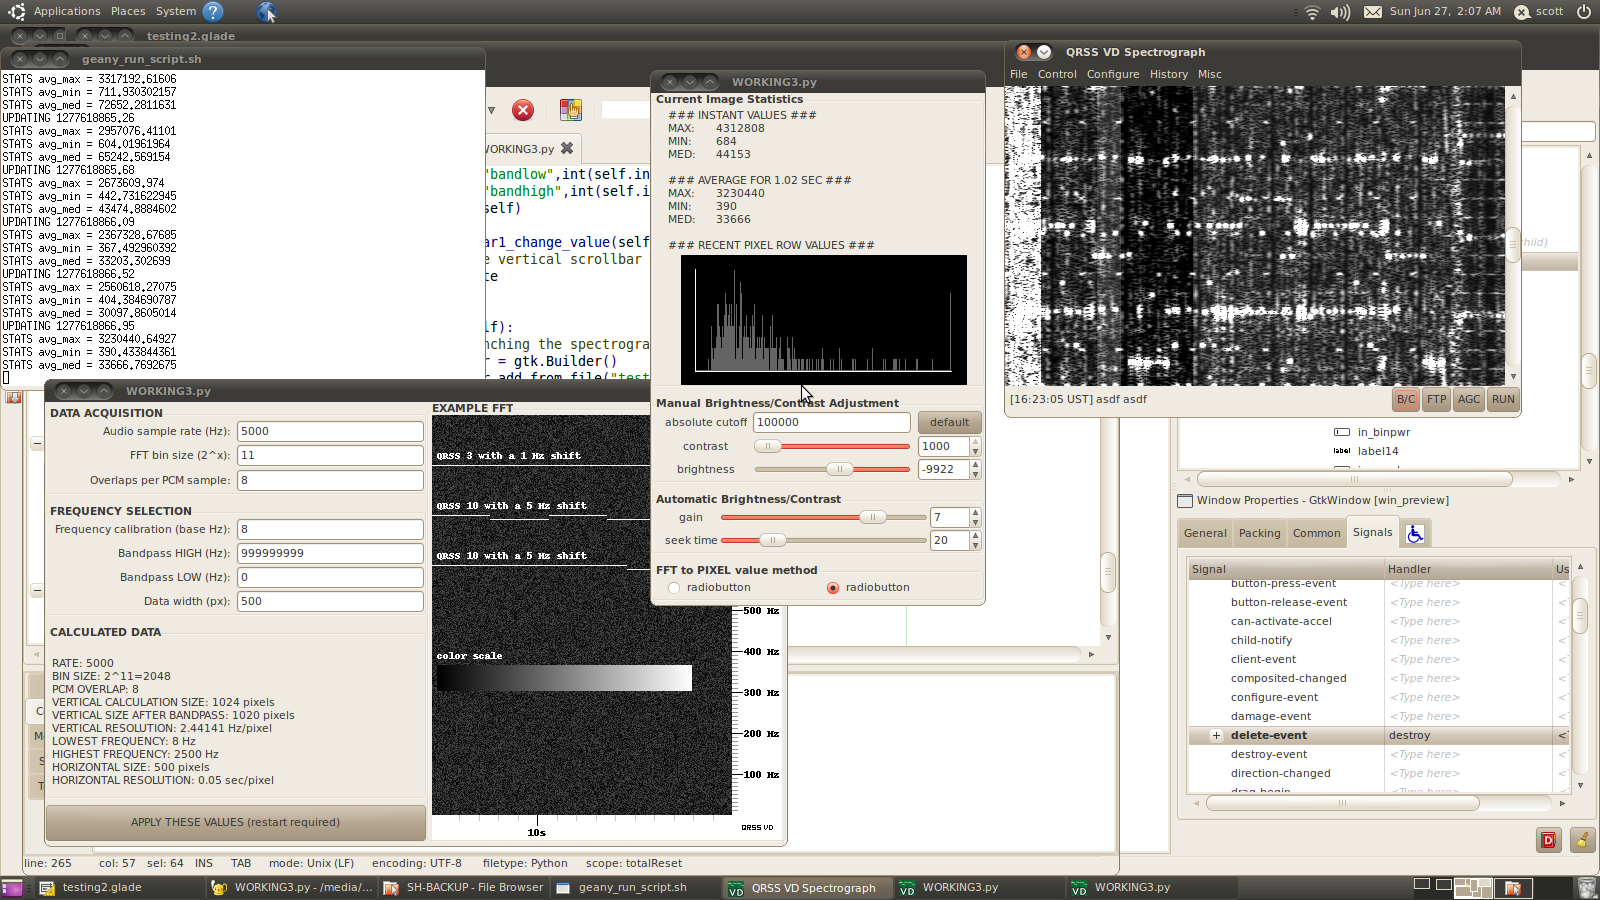 Applications Places System
Sun Jun 27, 2:07 AM scott
testing2.glade
geany_run_script.sh
STATS avg_max = 3317192.61606
STATS avg_min = 711.930302157
STATS avg_med = 72652.2811631
UPDATING 1277618865.26
STATS avg_max = 2957076.41101
STATS avg_min = 604.01961964
STATS avg_med = 65242.569154
UPDATING 1277618865.68
STATS avg_max = 2673609.974
STATS avg_min = 442.731622945
STATS avg_med = 43474.8884602
UPDATING 1277618866.09
STATS avg_max = 2367328.67685
STATS avg_min = 367.492960392
STATS avg_med = 33203.302699
UPDATING 1277618866.52
STATS avg_max = 2560618.27075
STATS avg_min = 404.384690787
STATS avg_med = 30097.8605014
UPDATING 1277618866.95
STATS avg_max = 3230440.64927
STATS avg_min = 390.433844361
STATS avg_med = 33666.7692675
WORKING3.py
"bandlow",int(self.in
"bandhigh",int(self.i
self)
ar1_change_value(self
e vertical scrollbar
te
lf):
nching the spectrogra
r = gtk.Builder()
r.add_from_file("test
WORKING3.py
Current Image Statistics
### INSTANT VALUES ###
MAX: 4312808
MIN: 684
MED: 44153
### AVERAGE FOR 1.02 SEC ###
MAX: 3230440
MIN: 390
MED: 33666
### RECENT PIXEL ROW VALUES ###
Manual Brightness/Contrast Adjustment
absolute cutoff 100000 default
contrast 1000
brightness -9922
Automatic Brightness/Contrast
gain 7
seek time 20
FFT to PIXEL value method
radiobutton radiobutton
QRSS VD Spectrograph
File Control Configure History Misc
[16:23:05 UST] asdf asdf
B/C FTP AGC RUN
child)
in_binpwr
label label14
Window Properties - GtkWindow [win_preview]
General Packing Common Signals
Signal Handler Us
button-press-event <Type here>
button-release-event <Type here>
can-activate-accel <Type here>
child-notify <Type here>
client-event <Type here>
composited-changed <Type here>
configure-event <Type here>
damage-event <Type here>
delete-event destroy
destroy-event <Type here>
direction-changed <Type here>
drag-begin <Type here>
WORKING3.py
DATA ACQUISITION
Audio sample rate (Hz): 5000
FFT bin size (2^x): 11
Overlaps per PCM sample: 8
FREQUENCY SELECTION
Frequency calibration (base Hz): 8
Bandpass HIGH (Hz): 999999999
Bandpass LOW (Hz): 0
Data width (px): 500
CALCULATED DATA
RATE: 5000
BIN SIZE: 2^11=2048
PCM OVERLAP: 8
VERTICAL CALCULATION SIZE: 1024 pixels
VERTICAL SIZE AFTER BANDPASS: 1020 pixels
VERTICAL RESOLUTION: 2.44141 Hz/pixel
LOWEST FREQUENCY: 8 Hz
HIGHEST FREQUENCY: 2500 Hz
HORIZONTAL SIZE: 500 pixels
HORIZONTAL RESOLUTION: 0.05 sec/pixel
APPLY THESE VALUES (restart required)
EXAMPLE FFT
QRSS 3 with a 1 Hz shift
QRSS 10 with a 5 Hz shift
QRSS 10 with a 5 Hz shift
color scale
500 Hz
400 Hz
300 Hz
200 Hz
100 Hz
10s
QRSS VD
line: 265 col: 57 sel: 64 INS TAB mode: Unix (LF) encoding: UTF-8 filetype: Python scope: totalReset
testing2.glade WORKING3.py - /media/... SH-BACKUP - File Browser geany_run_script.sh QRSS VD Spectrograph WORKING3.py WORKING3.py